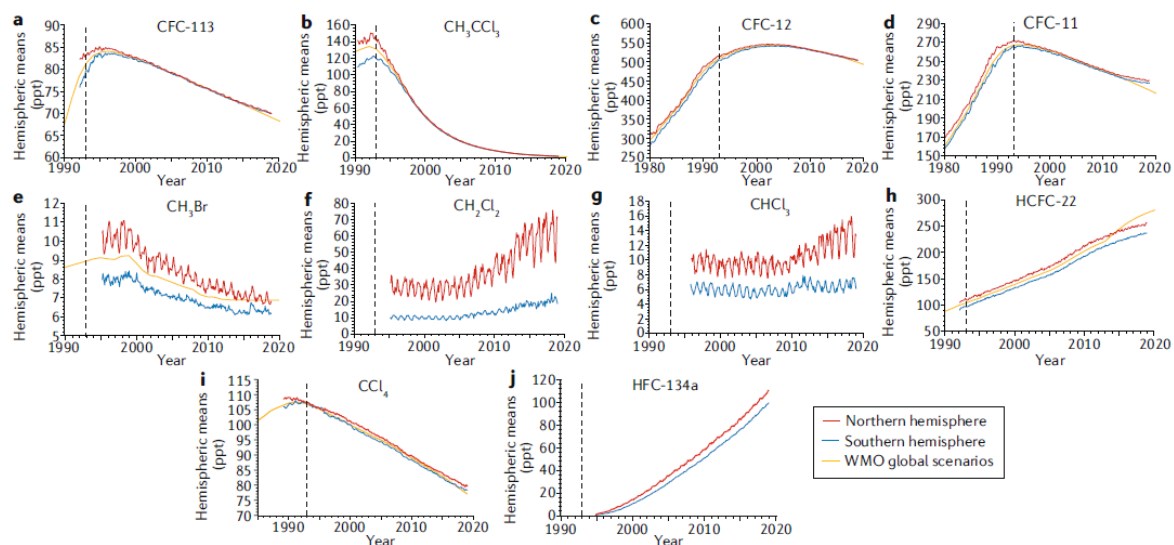 a CFC-113
Hemispheric means
(ppt)
90
85
80
75
70
65
60
1990 2000 2010 2020
Year
b CH₃CCl₃
Hemispheric means
(ppt)
160
140
120
100
80
60
40
20
0
1990 2000 2010 2020
Year
c CFC-12
Hemispheric means
(ppt)
600
550
500
450
400
350
300
250
1980 1990 2000 2010 2020
Year
d CFC-11
Hemispheric means
(ppt)
290
270
250
230
210
190
170
150
1980 1990 2000 2010 2020
Year
e CH₃Br
Hemispheric means
(ppt)
12
11
10
9
8
7
6
5
1990 2000 2010 2020
Year
f CH₂Cl₂
Hemispheric means
(ppt)
80
70
60
50
40
30
20
10
0
1990 2000 2010 2020
Year
g CHCl₃
Hemispheric means
(ppt)
18
16
14
12
10
8
6
4
2
0
1990 2000 2010 2020
Year
h HCFC-22
Hemispheric means
(ppt)
300
250
200
150
100
50
1990 2000 2010 2020
Year
i CCl₄
Hemispheric means
(ppt)
115
110
105
100
95
90
85
80
75
70
1990 2000 2010 2020
Year
j HFC-134a
Hemispheric means
(ppt)
120
100
80
60
40
20
0
1990 2000 2010 2020
Year
Northern hemisphere
Southern hemisphere
WMO global scenarios